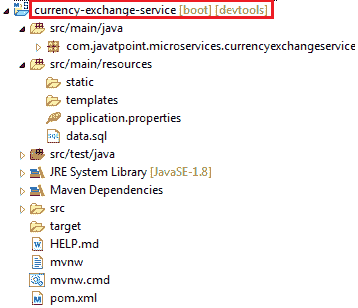 currency-exchange-service [boot] [devtools]
src/main/java
com.javatpoint.microservices.currencyexchangeservice
src/main/resources
static
templates
application.properties
data.sql
src/test/java
JRE System Library [JavaSE-1.8]
Maven Dependencies
src
target
HELP.md
mvnw
mvnw.cmd
pom.xml